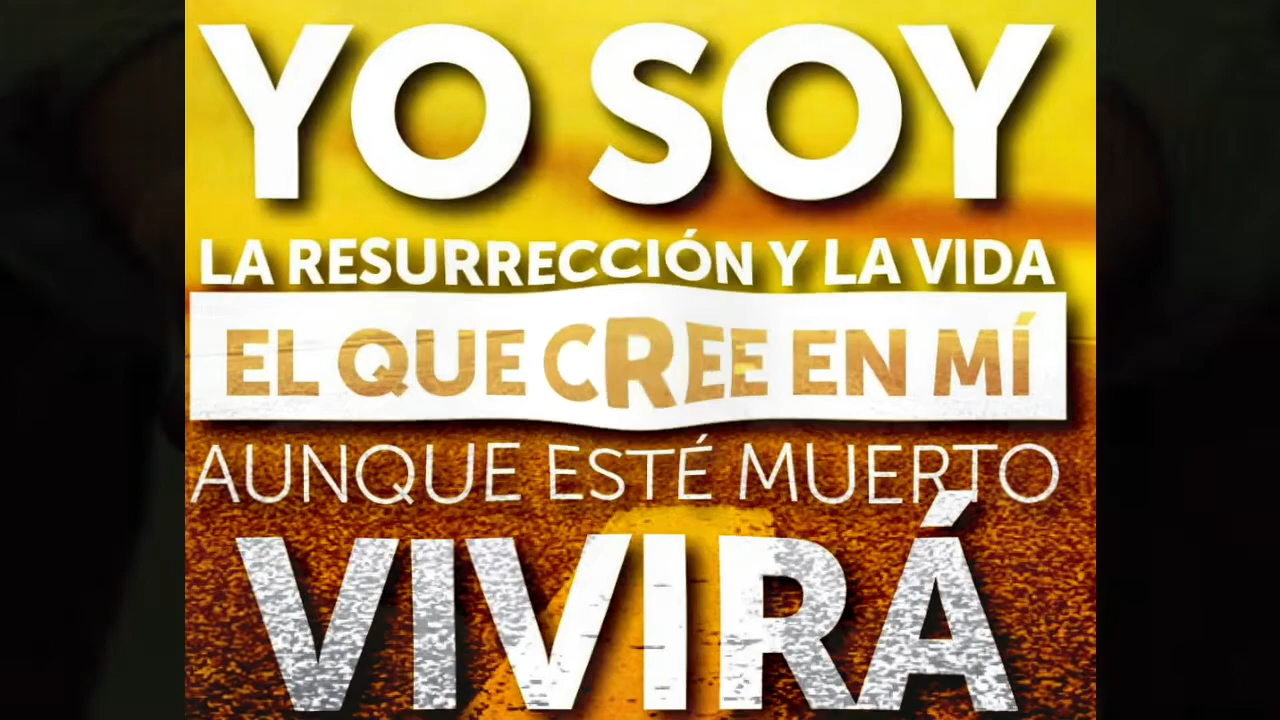 YO SOY
LA RESURRECCIÓN Y LA VIDA
EL QUE CREE EN MÍ
AUNQUE ESTÉ MUERTO
VIVIRÁ